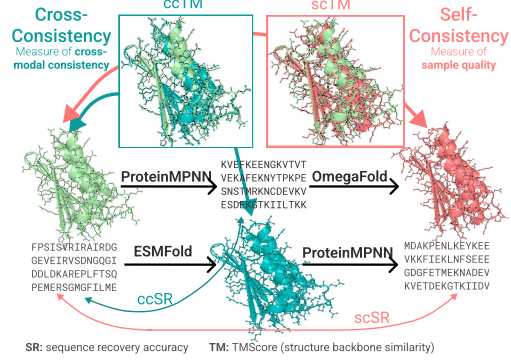 Cross-
Consistency
Measure of cross-
modal consistency
ccTM
scTM
Self-
Consistency
Measure of
sample quality
ProteinMPNN
KVEFKEENGKVTVT
VEKAFEKNYTPKPE
SNSTMRKNCDEVKV
ESDEKGTKIILTKK
OmegaFold
FPSISVRIRAIRDG
GEVEIRVSDNGQGI
DDLDKAREPLFTSQ
PEMERSGMGFILME
ESMFold
ProteinMPNN
MDAKPENLKEYKEE
VKKFIEKLNFSEEE
GDGFETMEKNADEV
KVETDEKGTKIIDV
ccSR
scSR
SR: sequence recovery accuracy TM: TMScore (structure backbone similarity)